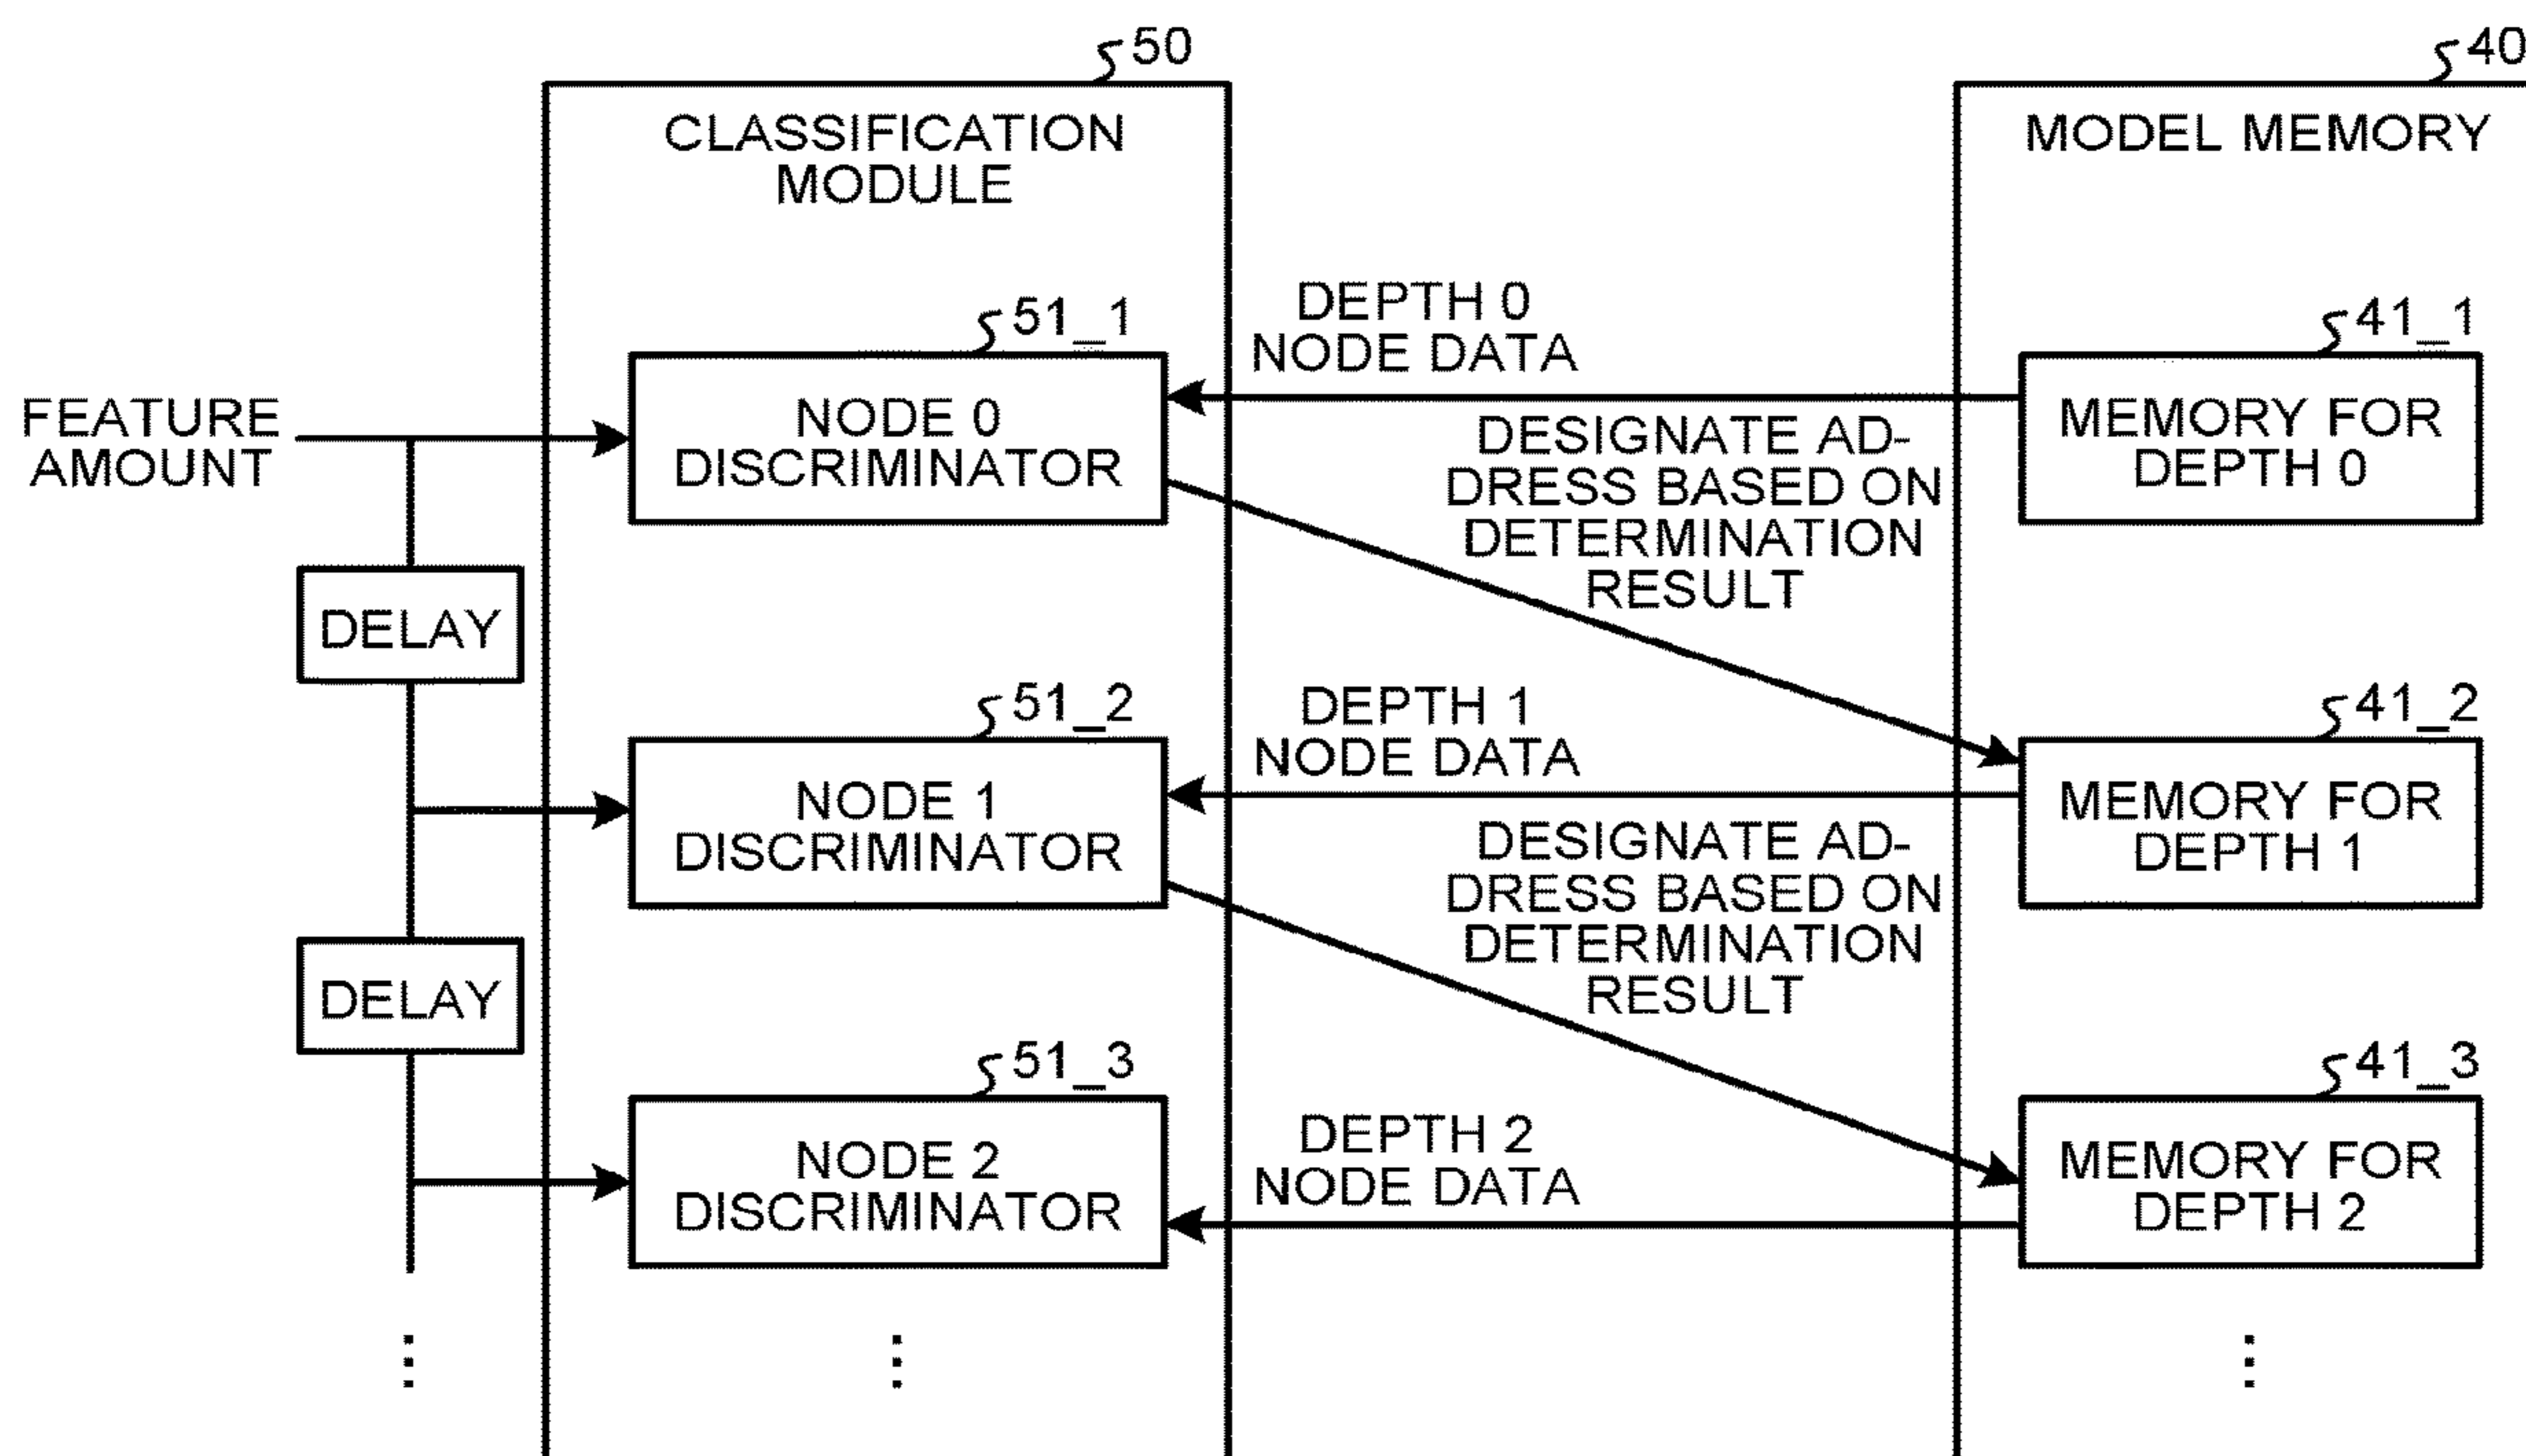 50
40
CLASSIFICATION
MODULE
MODEL MEMORY
51_1
DEPTH 0
NODE DATA
41_1
FEATURE
AMOUNT
NODE 0
DISCRIMINATOR
DESIGNATE AD-
DRESS BASED ON
DETERMINATION
RESULT
MEMORY FOR
DEPTH 0
DELAY
51_2
DEPTH 1
NODE DATA
41_2
NODE 1
DISCRIMINATOR
DESIGNATE AD-
DRESS BASED ON
DETERMINATION
RESULT
MEMORY FOR
DEPTH 1
DELAY
51_3
DEPTH 2
NODE DATA
41_3
NODE 2
DISCRIMINATOR
MEMORY FOR
DEPTH 2